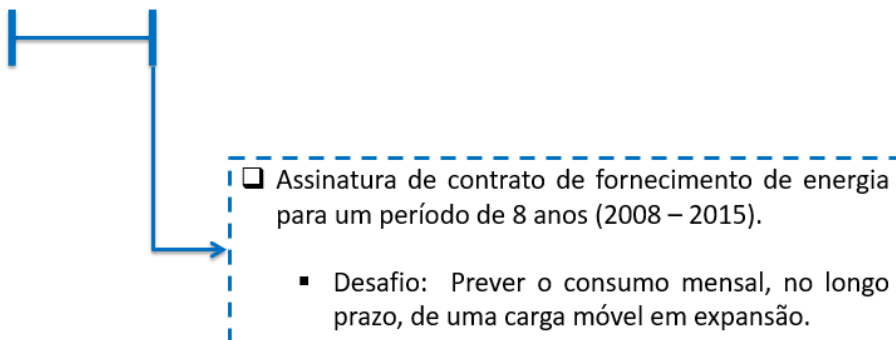 Assinatura de contrato de fornecimento de energia
para um período de 8 anos (2008 – 2015).
Desafio: Prever o consumo mensal, no longo
prazo, de uma carga móvel em expansão.